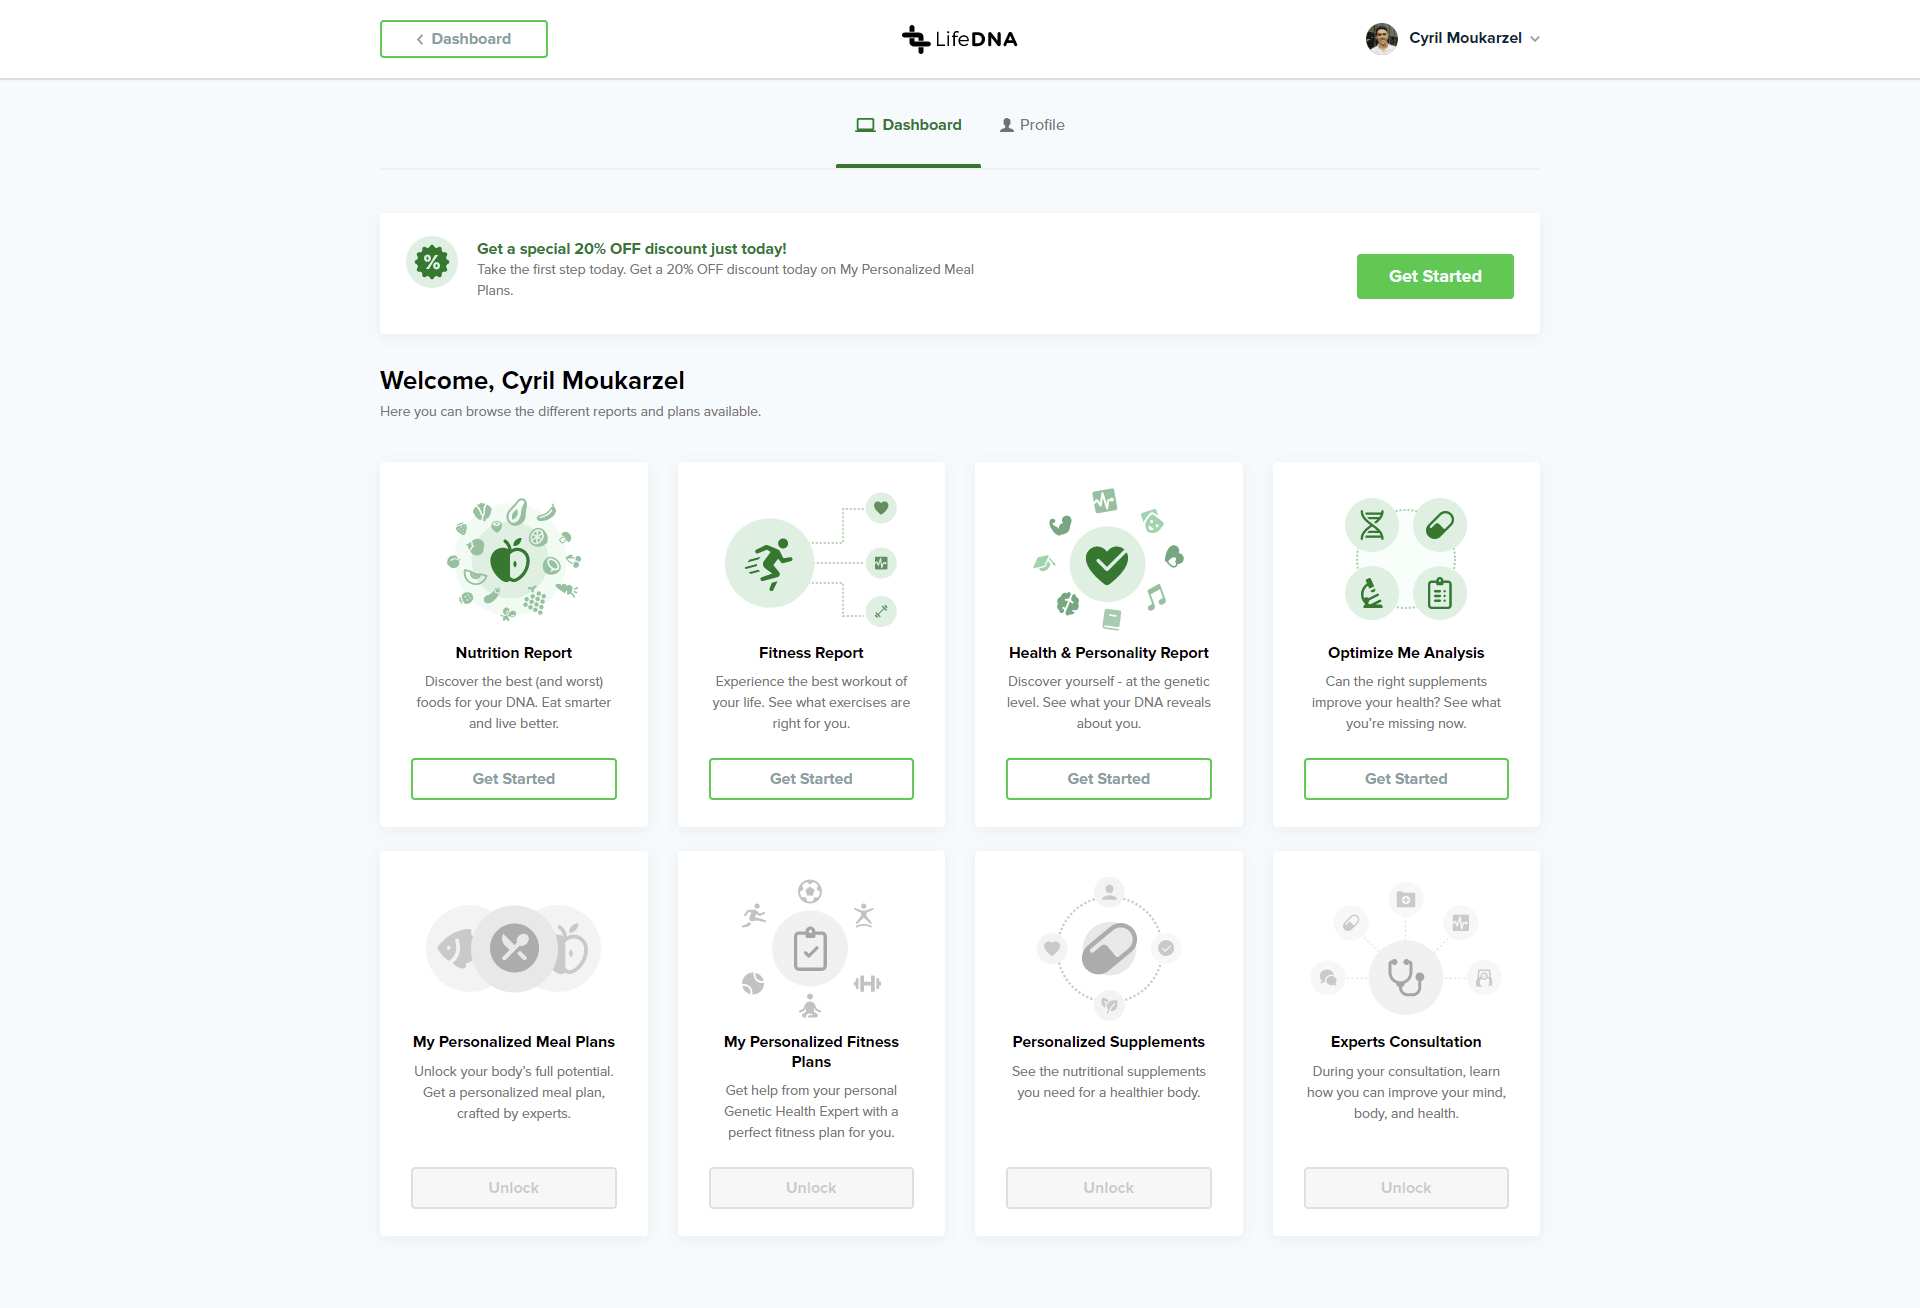 Dashboard
LifeDNA
Cyril Moukarzel
Dashboard
Profile
%
Get a special 20% OFF discount just today!
Take the first step today. Get a 20% OFF discount today on My Personalized Meal
Plans.
Get Started
Welcome, Cyril Moukarzel
Here you can browse the different reports and plans available.
Nutrition Report
Discover the best (and worst)
foods for your DNA. Eat smarter
and live better.
Get Started
Fitness Report
Experience the best workout of
your life. See what exercises are
right for you.
Get Started
Health & Personality Report
Discover yourself - at the genetic
level. See what your DNA reveals
about you.
Get Started
Optimize Me Analysis
Can the right supplements
improve your health? See what
you're missing now.
Get Started
My Personalized Meal Plans
Unlock your body’s full potential.
Get a personalized meal plan,
crafted by experts.
Unlock
My Personalized Fitness
Plans
Get help from your personal
Genetic Health Expert with a
perfect fitness plan for you.
Unlock
Personalized Supplements
See the nutritional supplements
you need for a healthier body.
Unlock
Experts Consultation
During your consultation, learn
how you can improve your mind,
body, and health.
Unlock